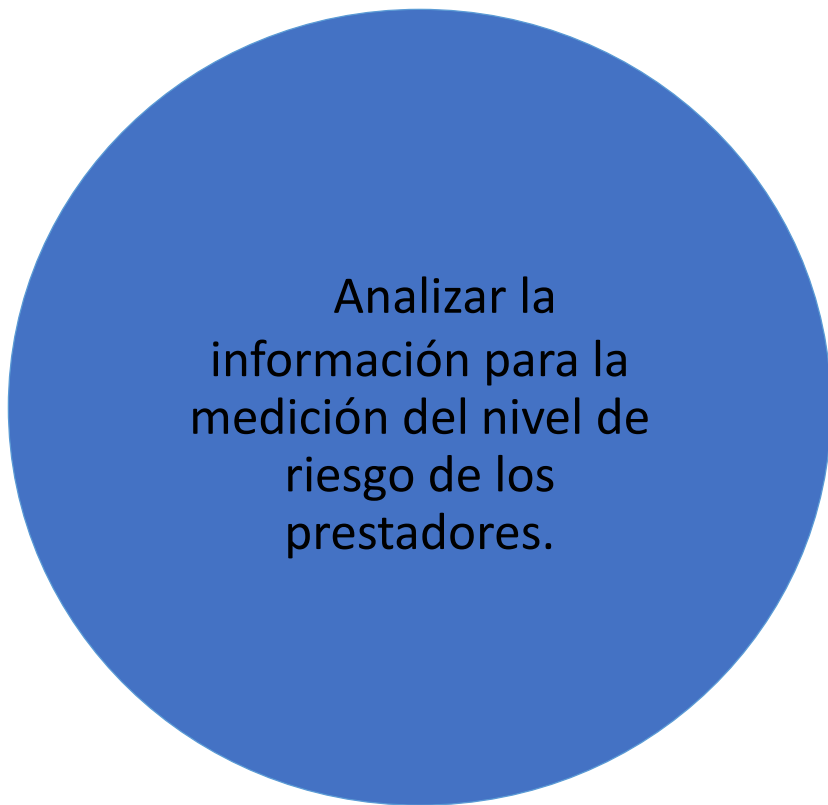 Analizar la
información para la
medición del nivel de
riesgo de los
prestadores.